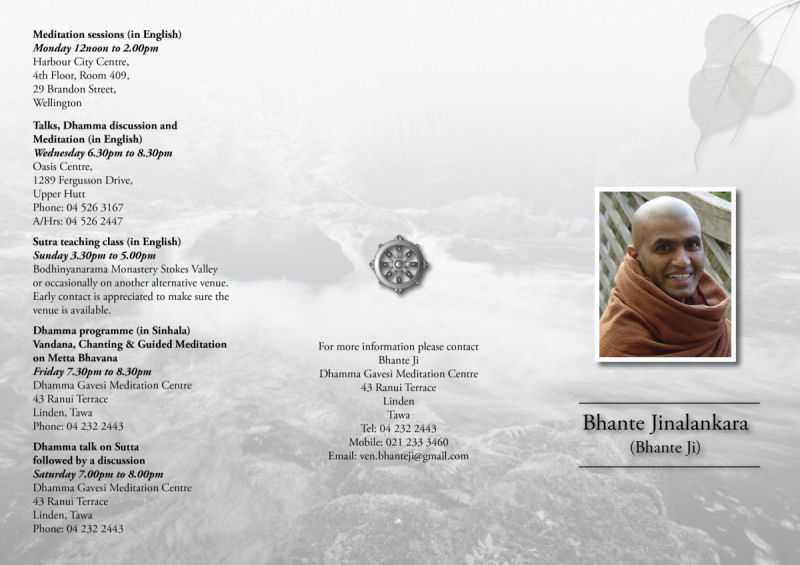 Meditation sessions (in English)
Monday 12noon to 2.00pm
Harbour City Centre,
4th Floor, Room 409,
29 Brandon Street,
Wellington
Talks, Dhamma discussion and
Meditation (in English)
Wednesday 6.30pm to 8.30pm
Oasis Centre,
1289 Fergusson Drive,
Upper Hutt
Phone: 04 526 3167
A/Hrs: 04 526 2447
Sutra teaching class (in English)
Sunday 3.30pm to 5.00pm
Bodhinyanarama Monastery Stokes Valley
or occasionally on another alternative venue.
Early contact is appreciated to make sure the
venue is available.
Dhamma programme (in Sinhala)
Vandana, Chanting & Guided Meditation
on Metta Bhavana
Friday 7.30pm to 8.30pm
Dhamma Gavesi Meditation Centre
43 Ranui Terrace
Linden, Tawa
Phone: 04 232 2443
Dhamma talk on Sutta
followed by a discussion
Saturday 7.00pm to 8.00pm
Dhamma Gavesi Meditation Centre
43 Ranui Terrace
Linden, Tawa
Phone: 04 232 2443
For more information please contact
Bhante Ji
Dhamma Gavesi Meditation Centre
43 Ranui Terrace
Linden
Tawa
Tel: 04 232 2443
Mobile: 021 233 3460
Email: ven.bhanteji@gmail.com
Bhante Jinalankara
(Bhante Ji)